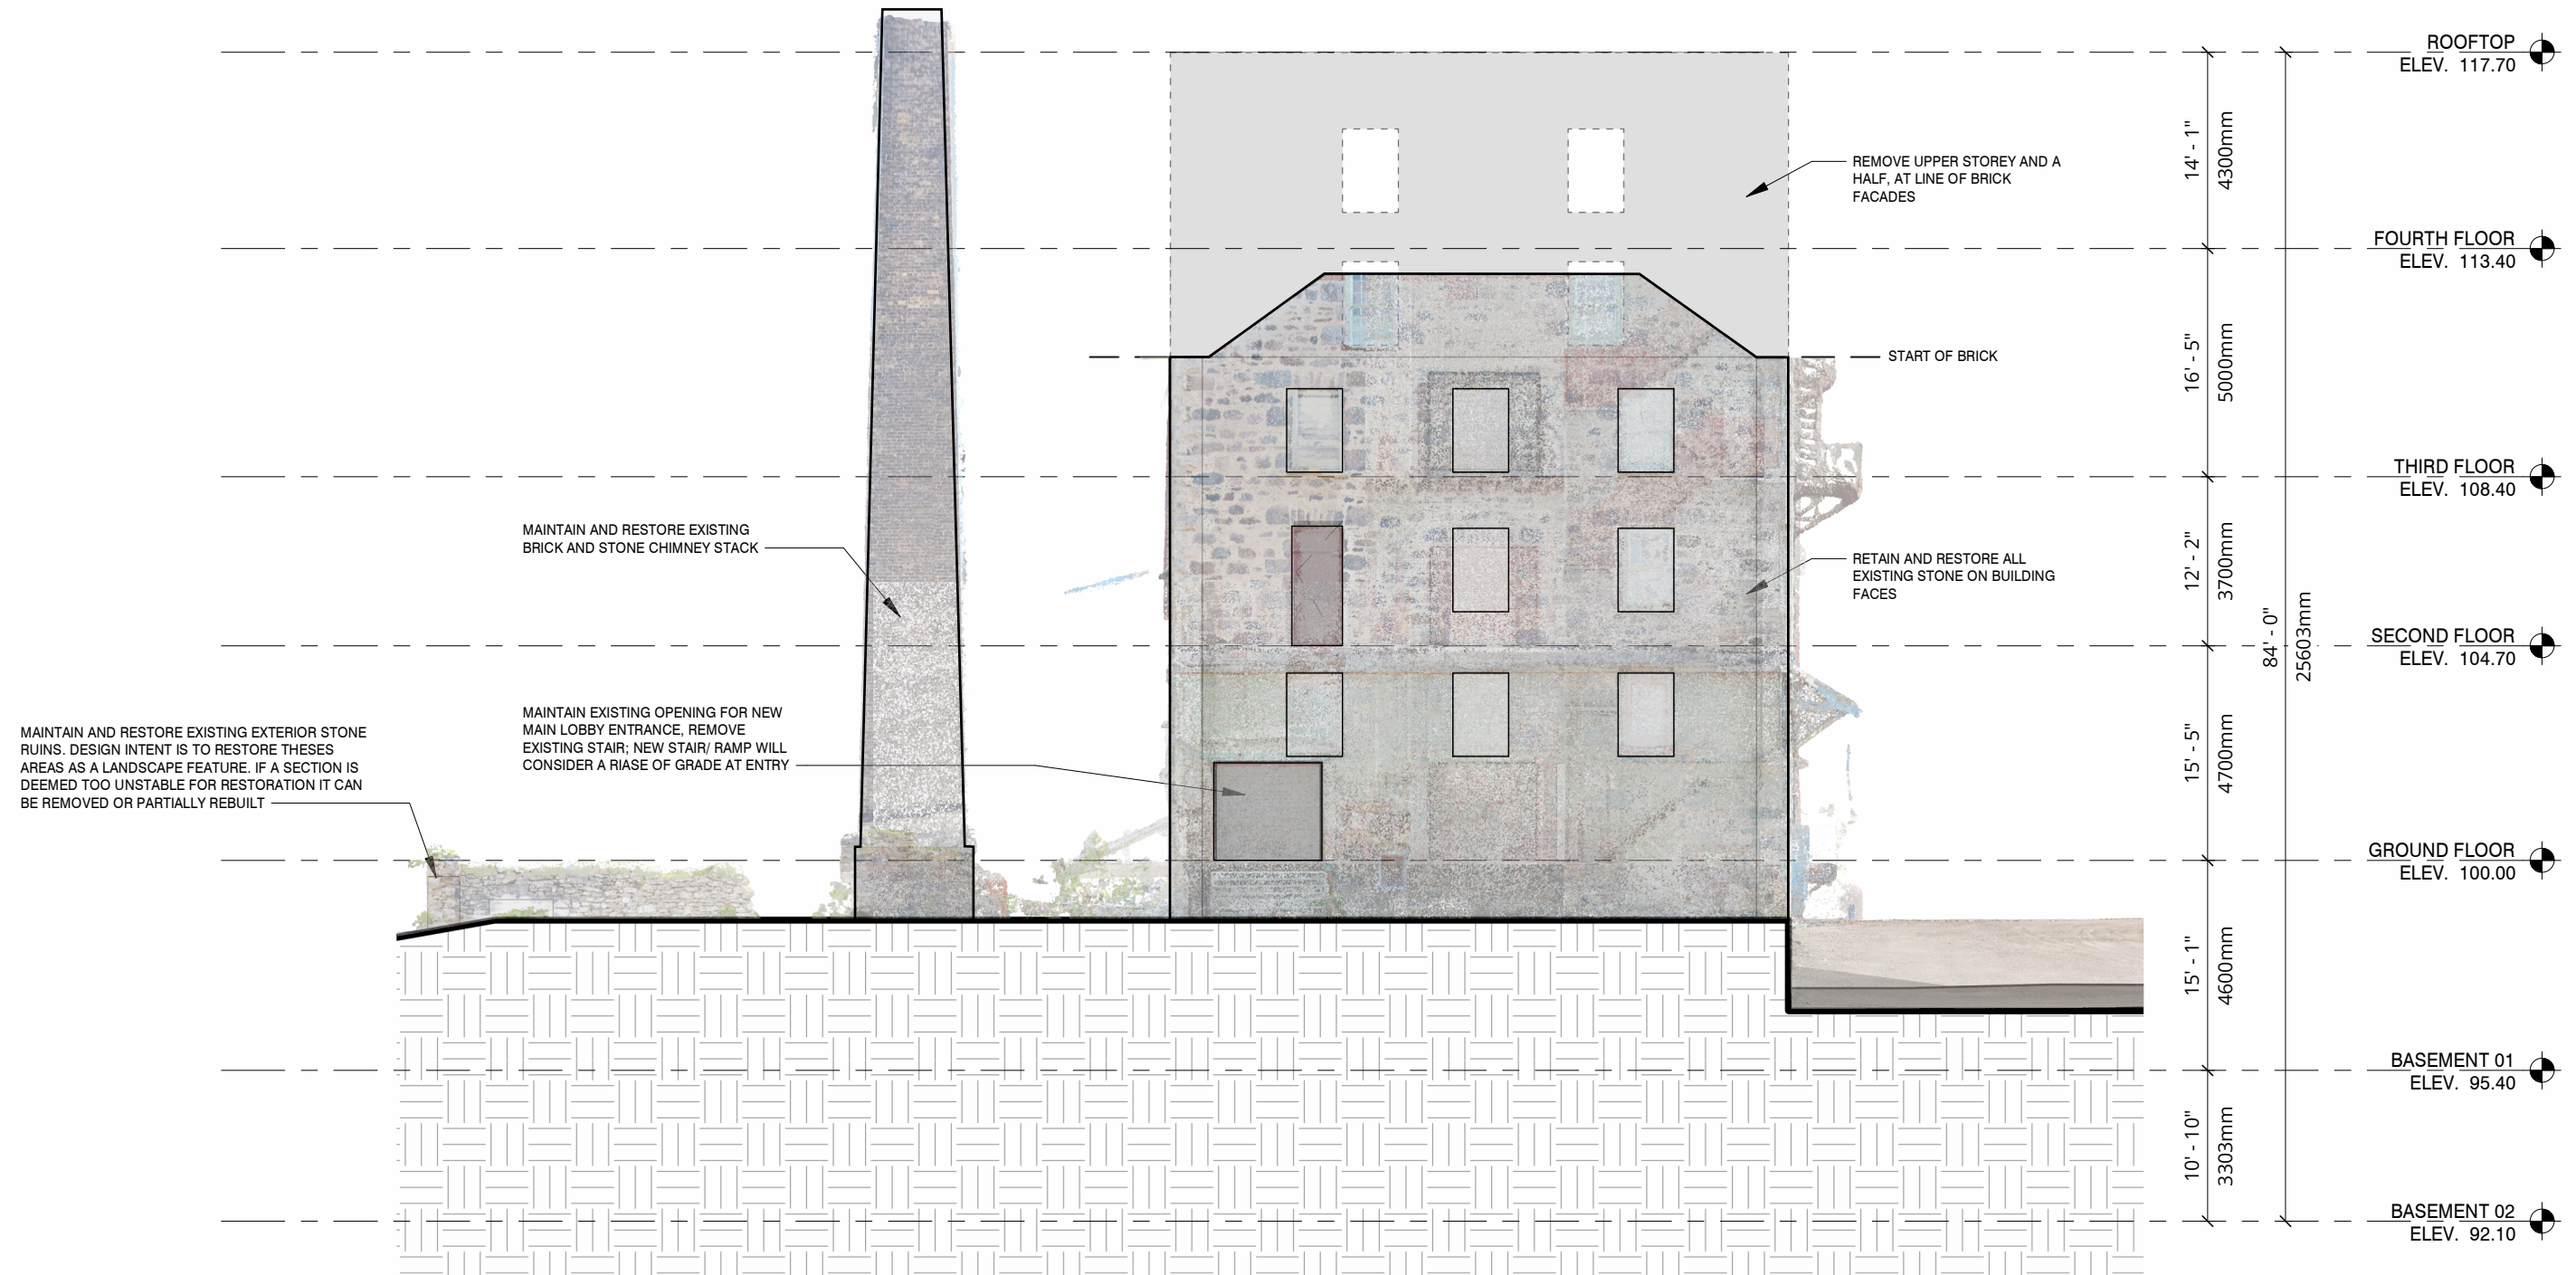 ROOFTOP
ELEV. 117.70
14' - 1"
4300mm
REMOVE UPPER STOREY AND A
HALF, AT LINE OF BRICK
FACADES
FOURTH FLOOR
ELEV. 113.40
START OF BRICK
16' - 5"
5000mm
THIRD FLOOR
ELEV. 108.40
MAINTAIN AND RESTORE EXISTING
BRICK AND STONE CHIMNEY STACK
RETAIN AND RESTORE ALL
EXISTING STONE ON BUILDING
FACES
12' - 2"
3700mm
84' - 0"
25603mm
SECOND FLOOR
ELEV. 104.70
MAINTAIN EXISTING OPENING FOR NEW
MAIN LOBBY ENTRANCE, REMOVE
EXISTING STAIR; NEW STAIR/ RAMP WILL
CONSIDER A RIASE OF GRADE AT ENTRY
MAINTAIN AND RESTORE EXISTING EXTERIOR STONE
RUINS. DESIGN INTENT IS TO RESTORE THESES
AREAS AS A LANDSCAPE FEATURE. IF A SECTION IS
DEEMED TOO UNSTABLE FOR RESTORATION IT CAN
BE REMOVED OR PARTIALLY REBUILT
15' - 5"
4700mm
GROUND FLOOR
ELEV. 100.00
15' - 1"
4600mm
BASEMENT 01
ELEV. 95.40
10' - 10"
3303mm
BASEMENT 02
ELEV. 92.10